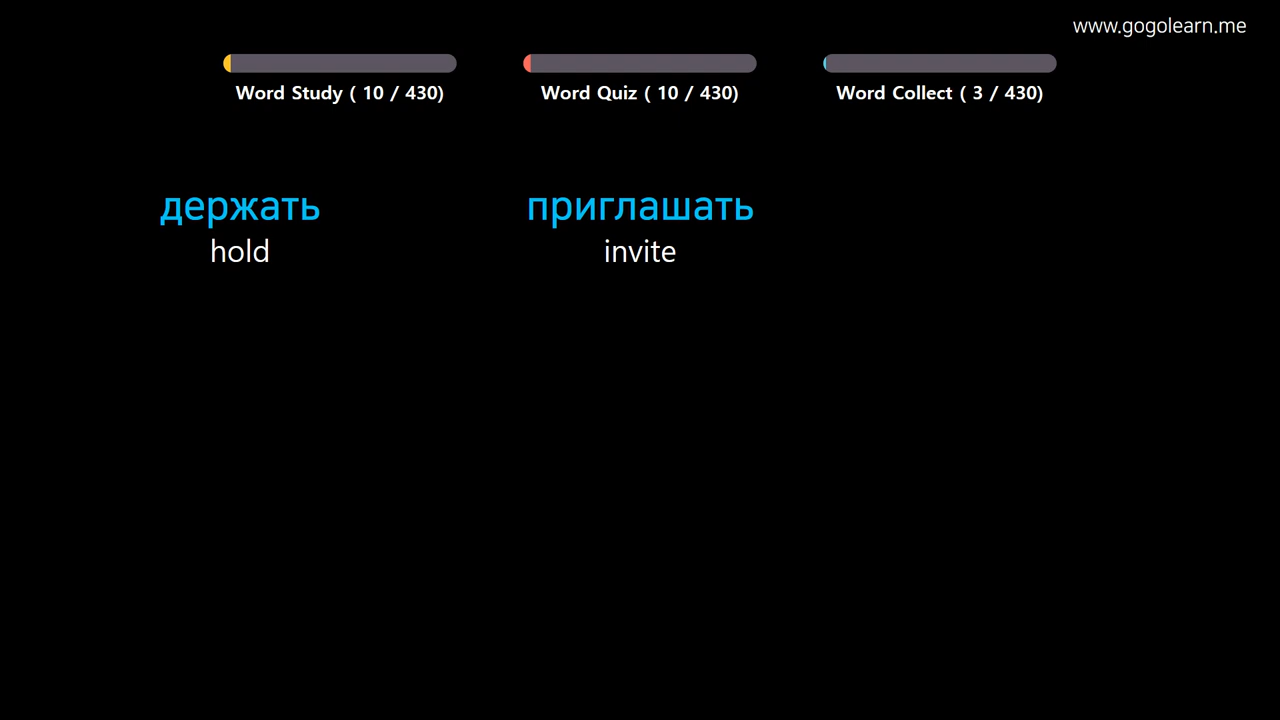 www.gogolearn.me
Word Study ( 10 / 430)
Word Quiz ( 10 / 430)
Word Collect ( 3 / 430)
держать
hold
приглашать
invite